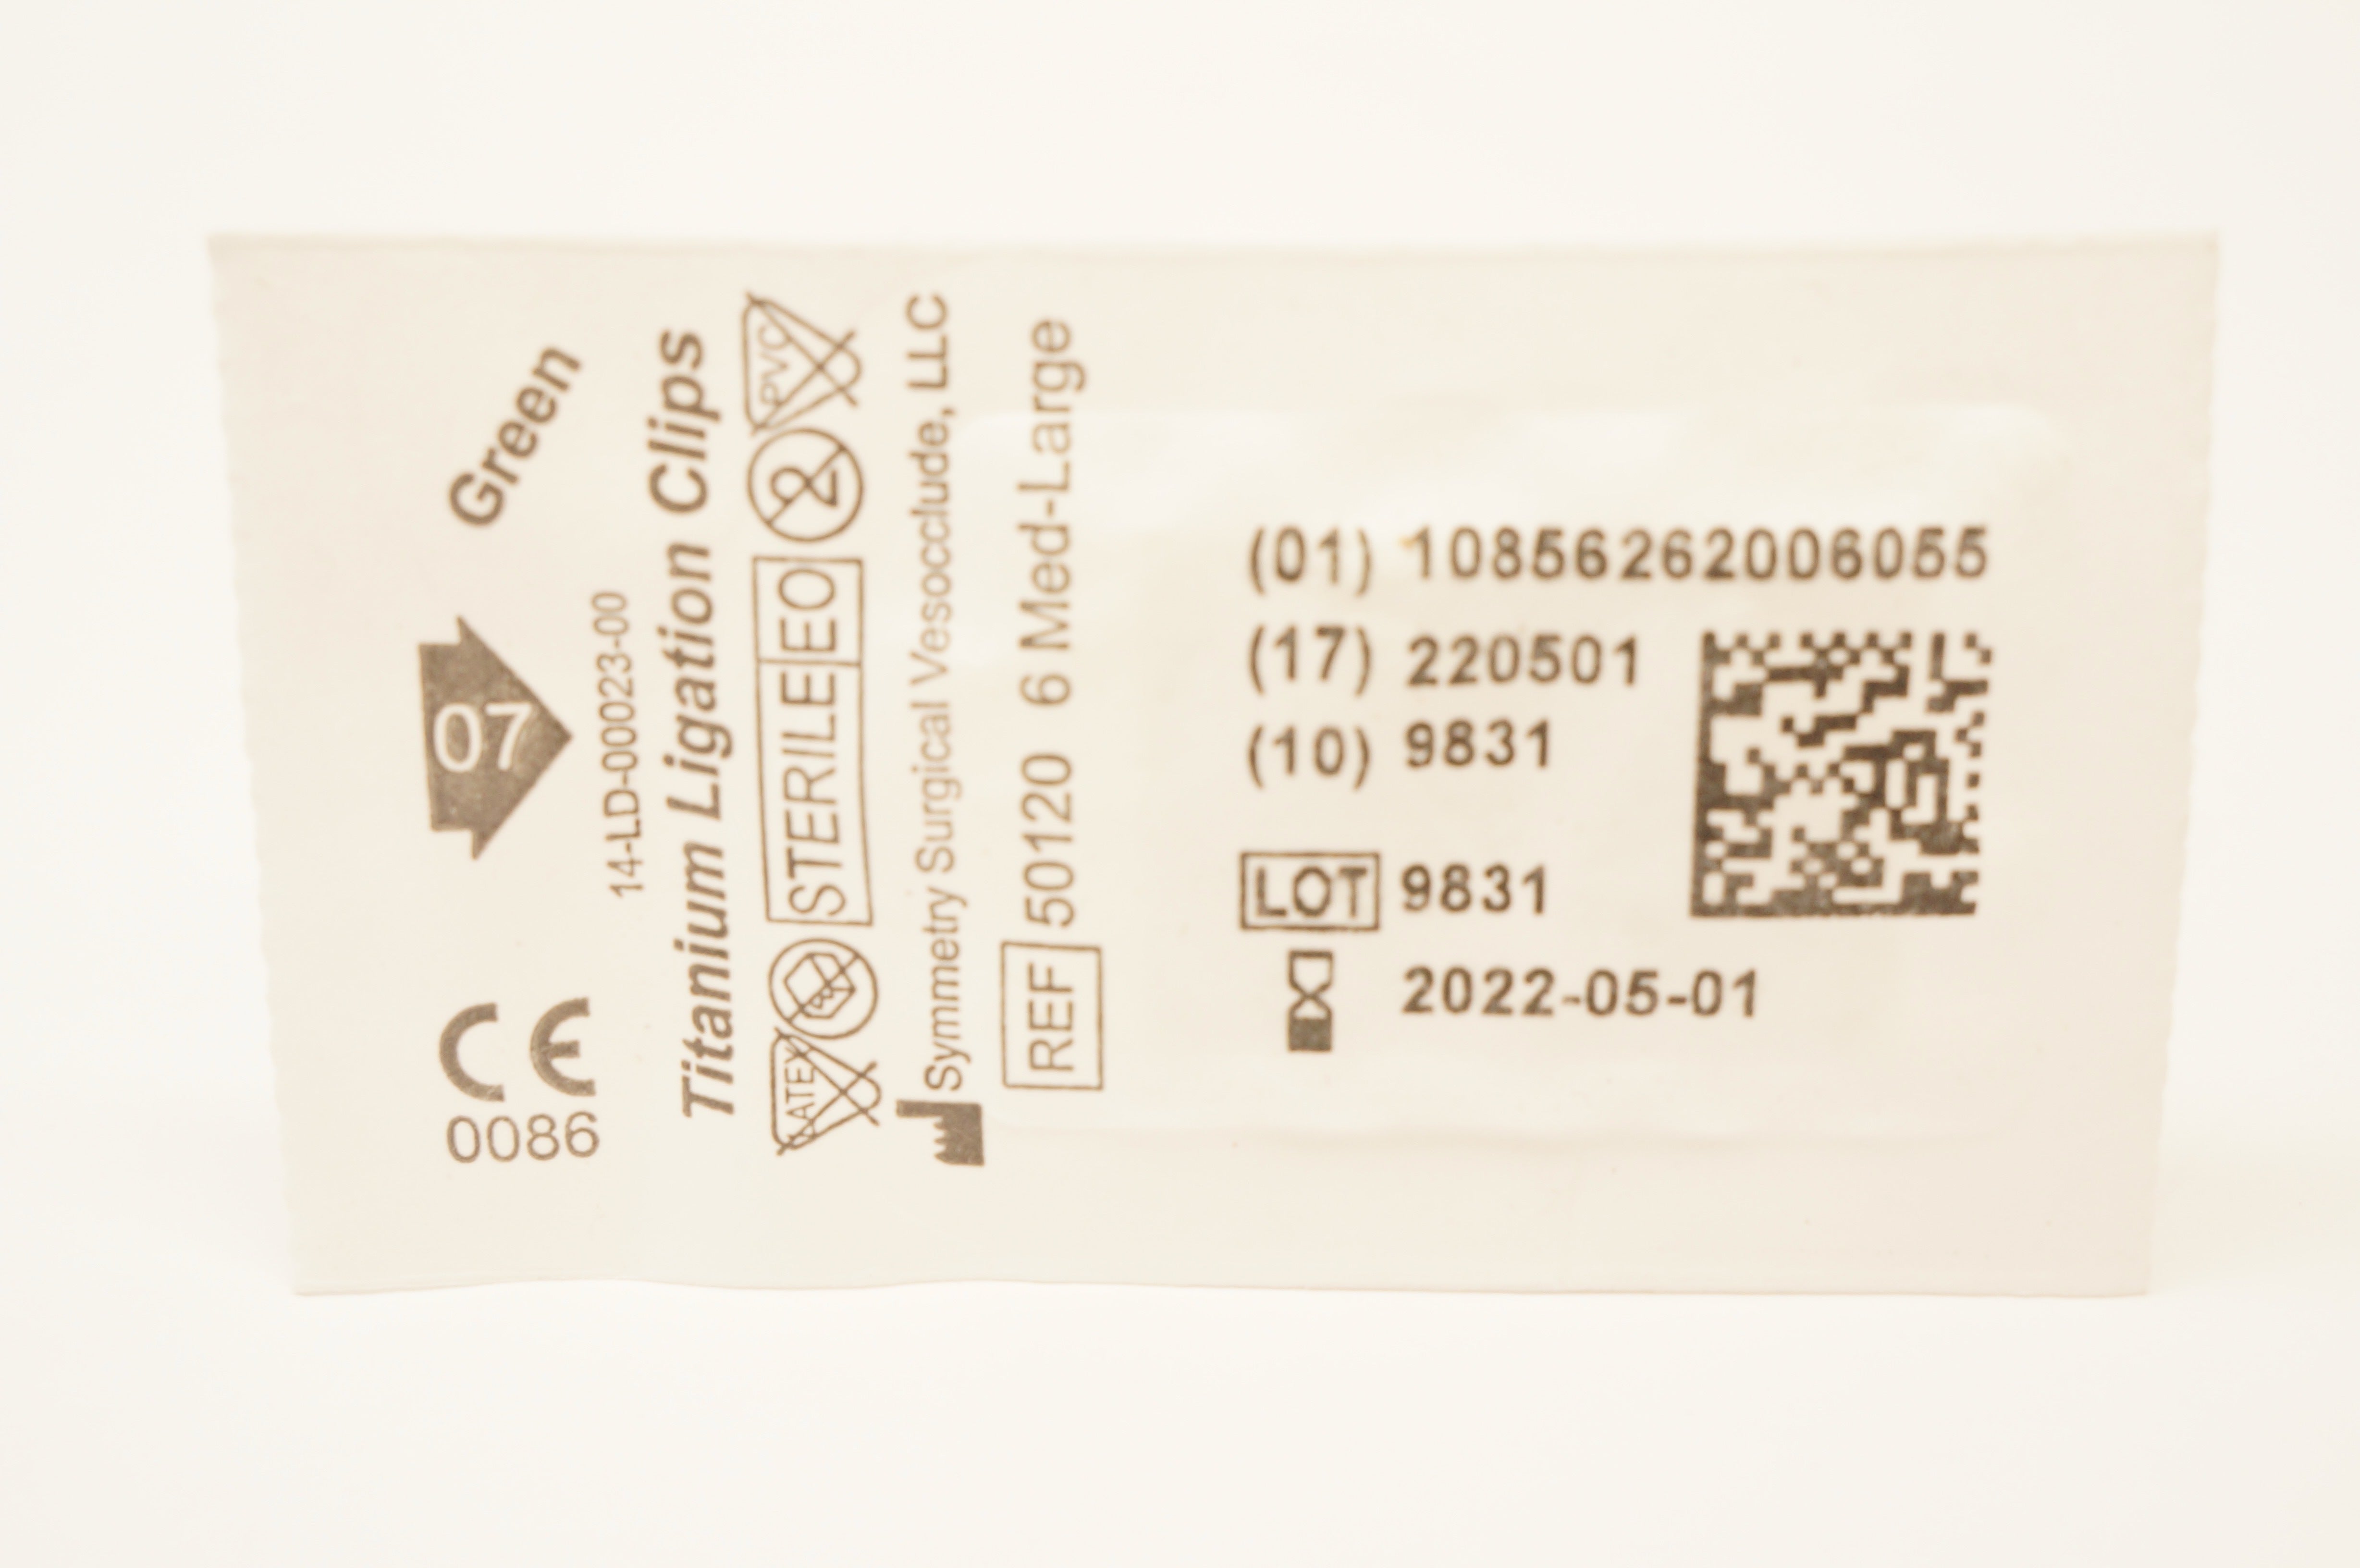 Green
07
14-LD-00023-00
CE
0086
Titanium Ligation Clips
LATEX STERILE EO 2 PVC
Symmetry Surgical Vesocclude, LLC
REF 50120 6 Med-Large
(01) 10856262006055
(17) 220501
(10) 9831
LOT 9831
2022-05-01